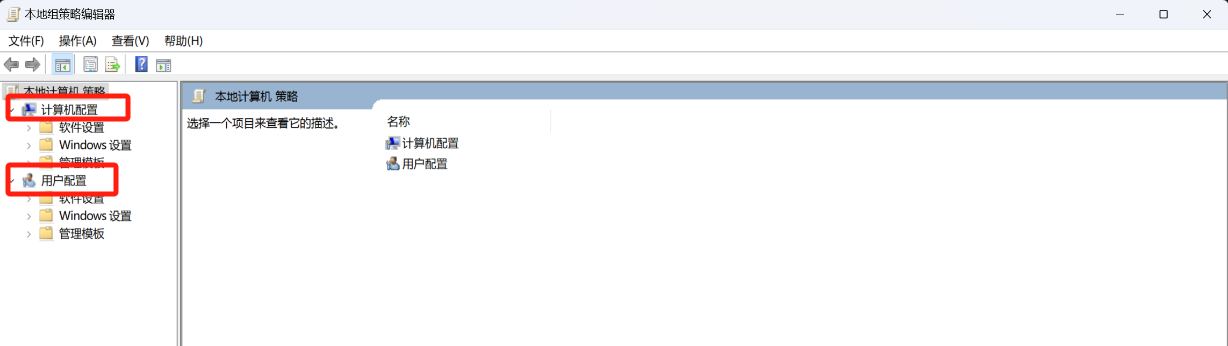 本地组策略编辑器
文件(F) 操作(A) 查看(V) 帮助(H)
本地计算机 策略
计算机配置
软件设置
Windows 设置
管理模板
用户配置
软件设置
Windows 设置
管理模板
本地计算机 策略
选择一个项目来查看它的描述。
名称
计算机配置
用户配置